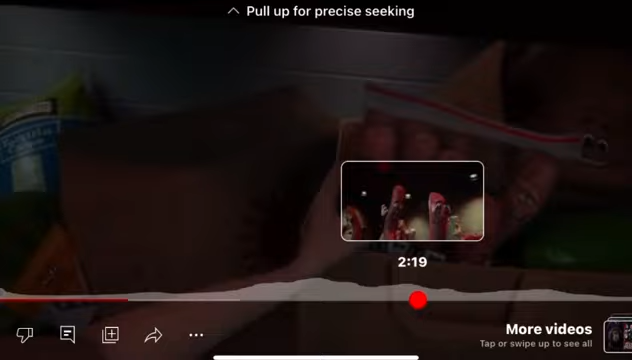 Pull up for precise seeking
2:19
More videos
Tap or swipe up to see all